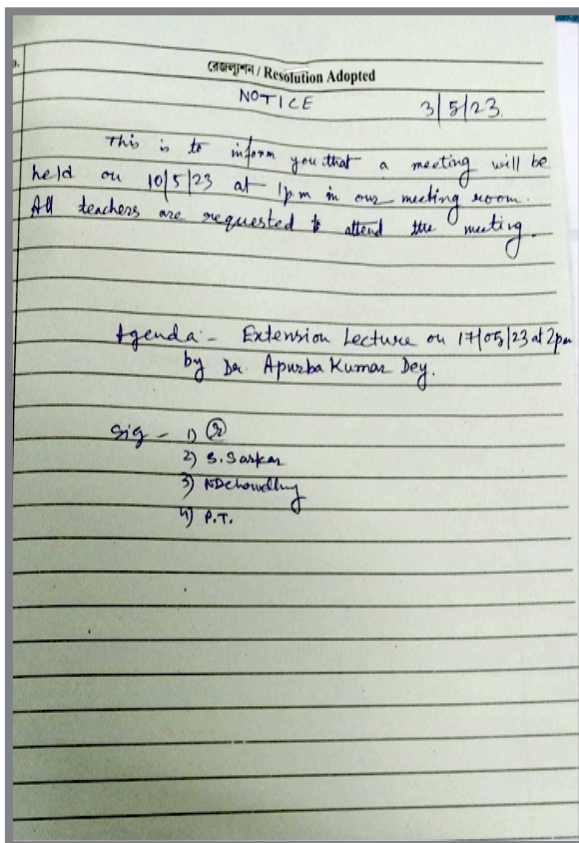 রেজল্যুশন / Resolution Adopted
NOTICE 3/5/23
This is to inform you that a meeting will be
held on 10/5/23 at 1pm in our meeting room.
All teachers are requested to attend the meeting.
Agenda:- Extension Lecture on 17/05/23 at 2pm
by Dr. Apurba Kumar Dey.
Sig - 1)
2) S. Sarkar
3) NDChowdhury
4) P.T.